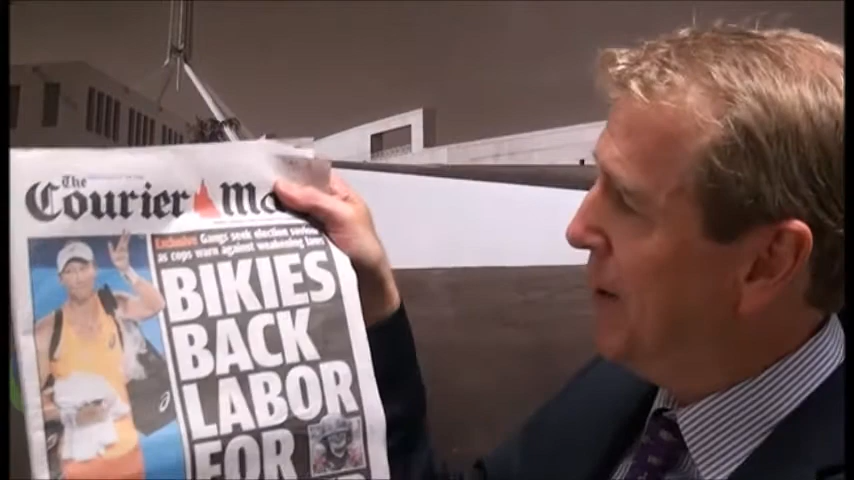 The
Courier
Exclusive Gangs seek election
as cops warn against weakening laws
BIKIES
BACK
LABOR
FOR